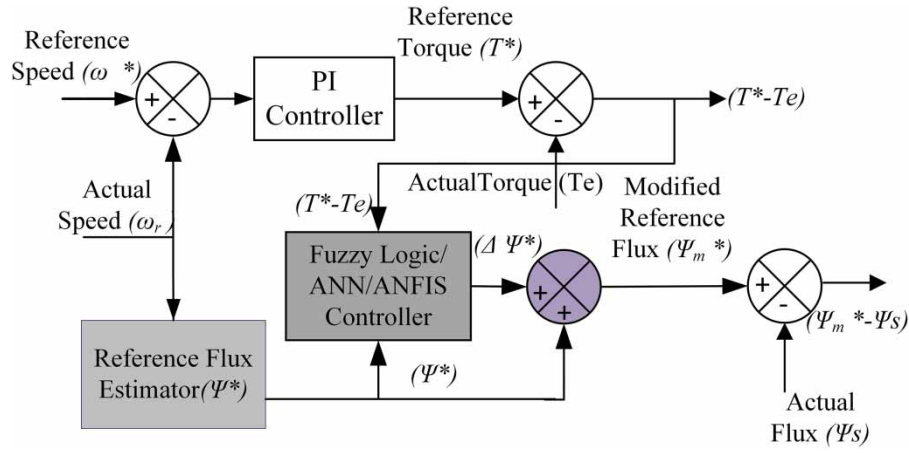 Reference
Speed (ω *)
+
-
PI
Controller
Reference
Torque (T*)
+
-
(T*-Te)
Actual
Speed (ωr)
(T*-Te)
ActualTorque (Te)
Modified
Reference
Flux (Ψm *)
Fuzzy Logic/
ANN/ANFIS
Controller
(Δ Ψ*)
+
+
+
-
(Ψm *-Ψs)
Reference Flux
Estimator(Ψ*)
(Ψ*)
Actual
Flux (Ψs)